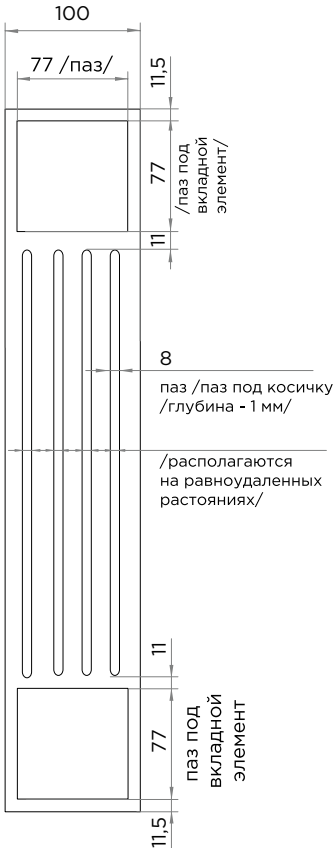 100
77 /паз/
11,5
77
/паз под
вкладной
элемент/
11
8
паз /паз под косичку
/глубина - 1 мм/
/располагаются
на равноудаленных
растояниях/
11
77
паз под
вкладной
элемент
11,5